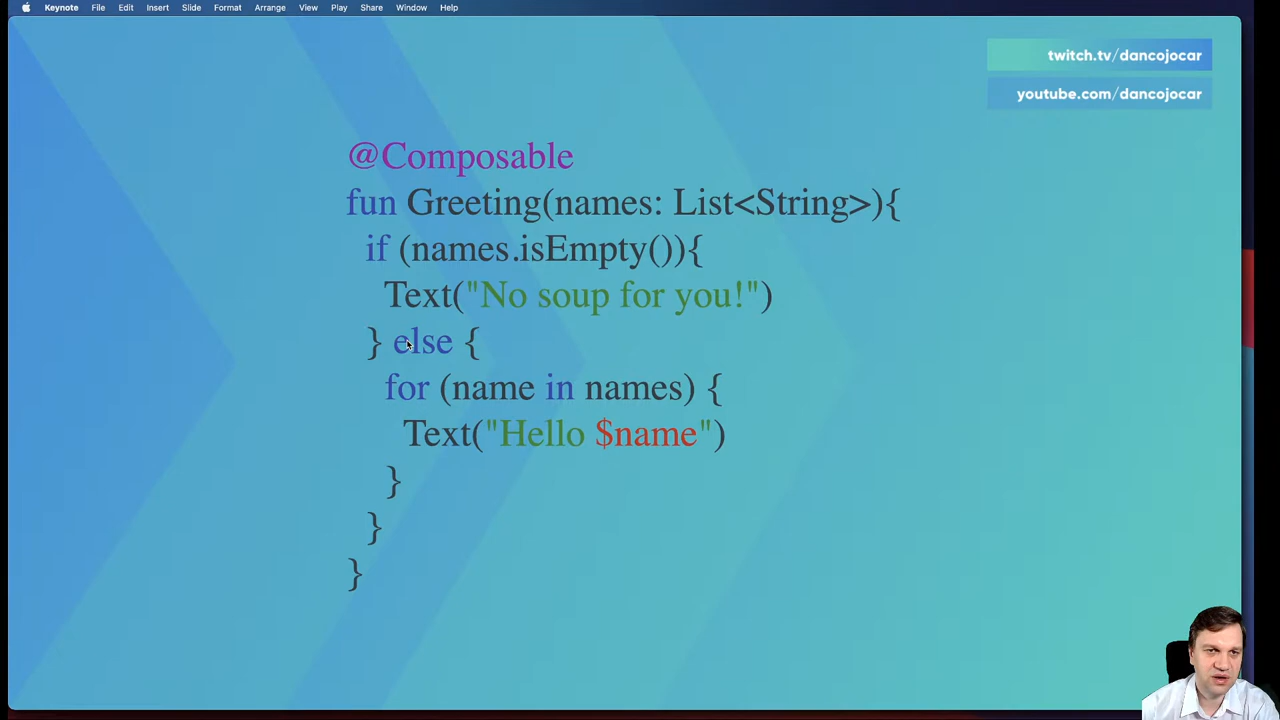 Keynote File Edit Insert Slide Format Arrange View Play Share Window Help
twitch.tv/dancojocar
youtube.com/dancojocar
@Composable
fun Greeting(names: List<String>){
if (names.isEmpty()){
Text("No soup for you!")
} else {
for (name in names) {
Text("Hello $name")
}
}
}